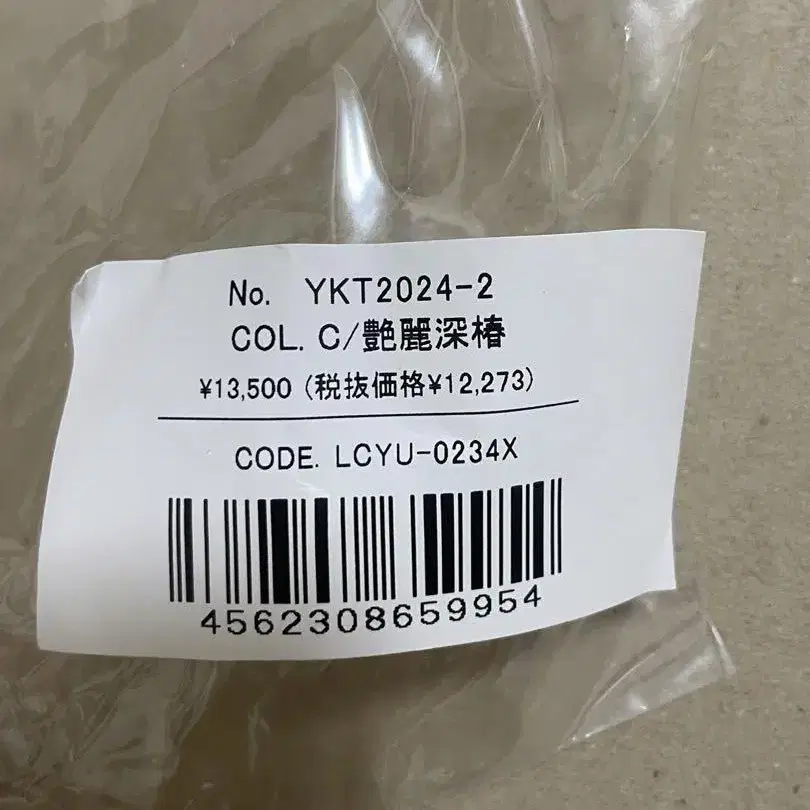 No. YKT2024-2
COL. C/艶麗深椿
¥13,500 (税抜価格¥12,273)
CODE. LCYU-0234X
4562308659954